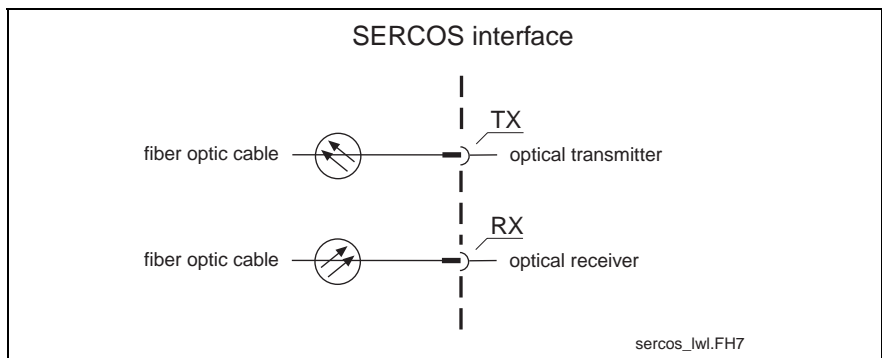 SERCOS interface
TX
fiber optic cable
optical transmitter
RX
fiber optic cable
optical receiver
sercos_lwl.FH7